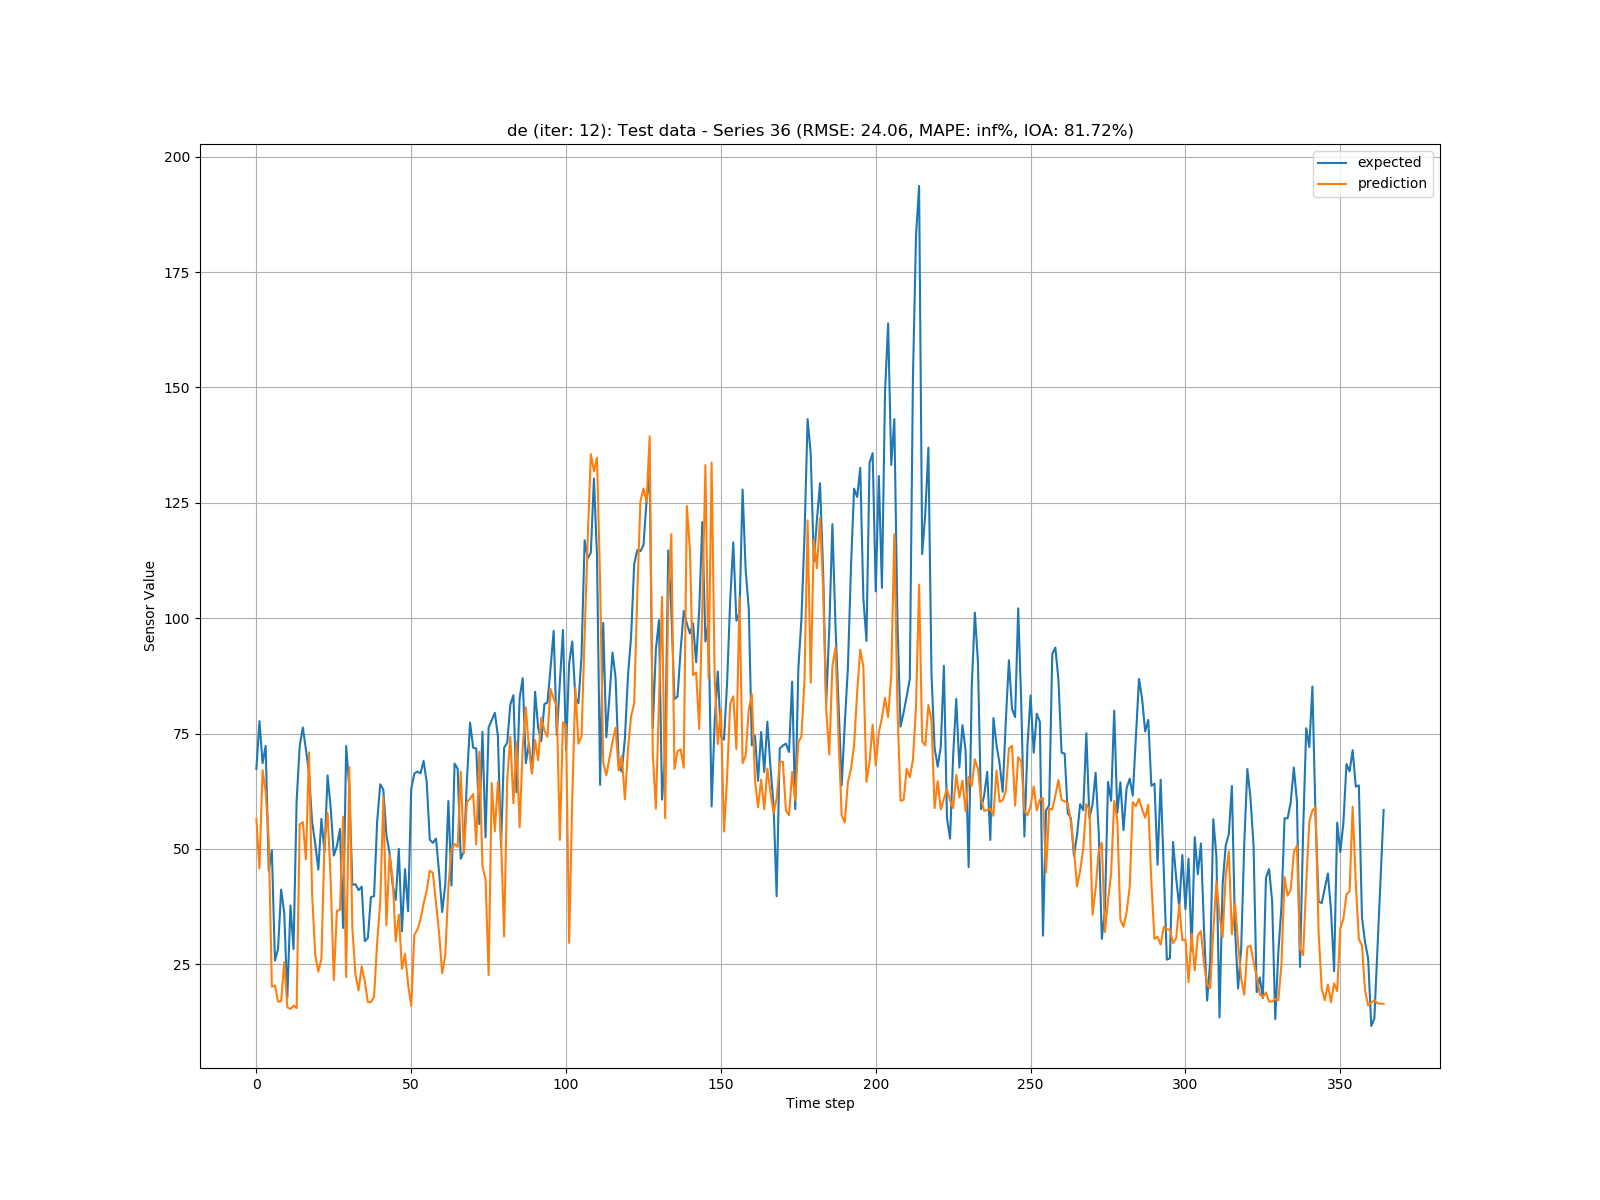 de (iter: 12): Test data - Series 36 (RMSE: 24.06, MAPE: inf%, IOA: 81.72%)
200
175
150
125
100
75
50
25
Sensor Value
expected
prediction
0 50 100 150 200 250 300 350
Time step